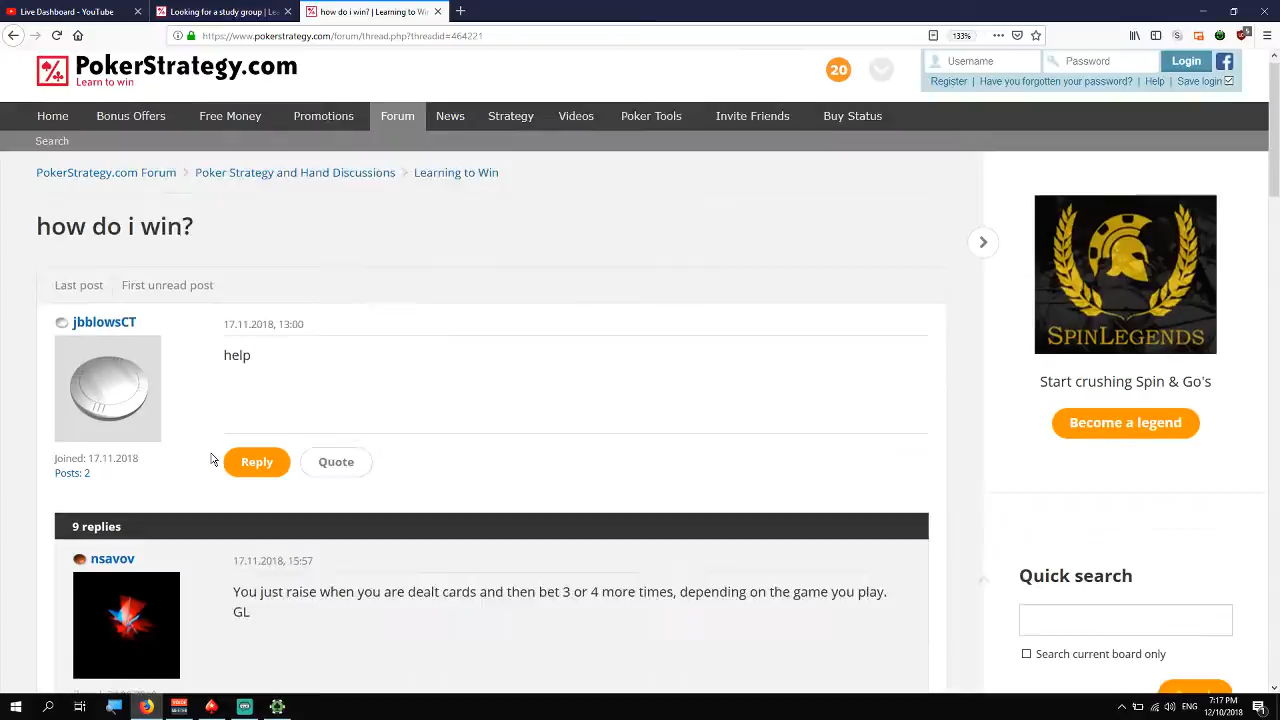 Live Dashboard - YouTube
Looking for a study group | Le
how do i win? | Learning to Wi
https://www.pokerstrategy.com/forum/thread.php?threadid=464221
133%
PokerStrategy.com
Learn to win
20
Username
Password
Login
Register | Have you forgotten your password? | Help | Save login
Home
Bonus Offers
Free Money
Promotions
Forum
News
Strategy
Videos
Poker Tools
Invite Friends
Buy Status
Search
PokerStrategy.com Forum > Poker Strategy and Hand Discussions > Learning to Win
how do i win?
Last post
First unread post
jbblowsCT
17.11.2018, 13:00
help
Joined: 17.11.2018
Posts: 2
Reply
Quote
9 replies
nsavov
17.11.2018, 15:57
You just raise when you are dealt cards and then bet 3 or 4 more times, depending on the game you play.
GL
SPINLEGENDS
Start crushing Spin & Go's
Become a legend
Quick search
Search current board only
ENG
7:17 PM
12/10/2018